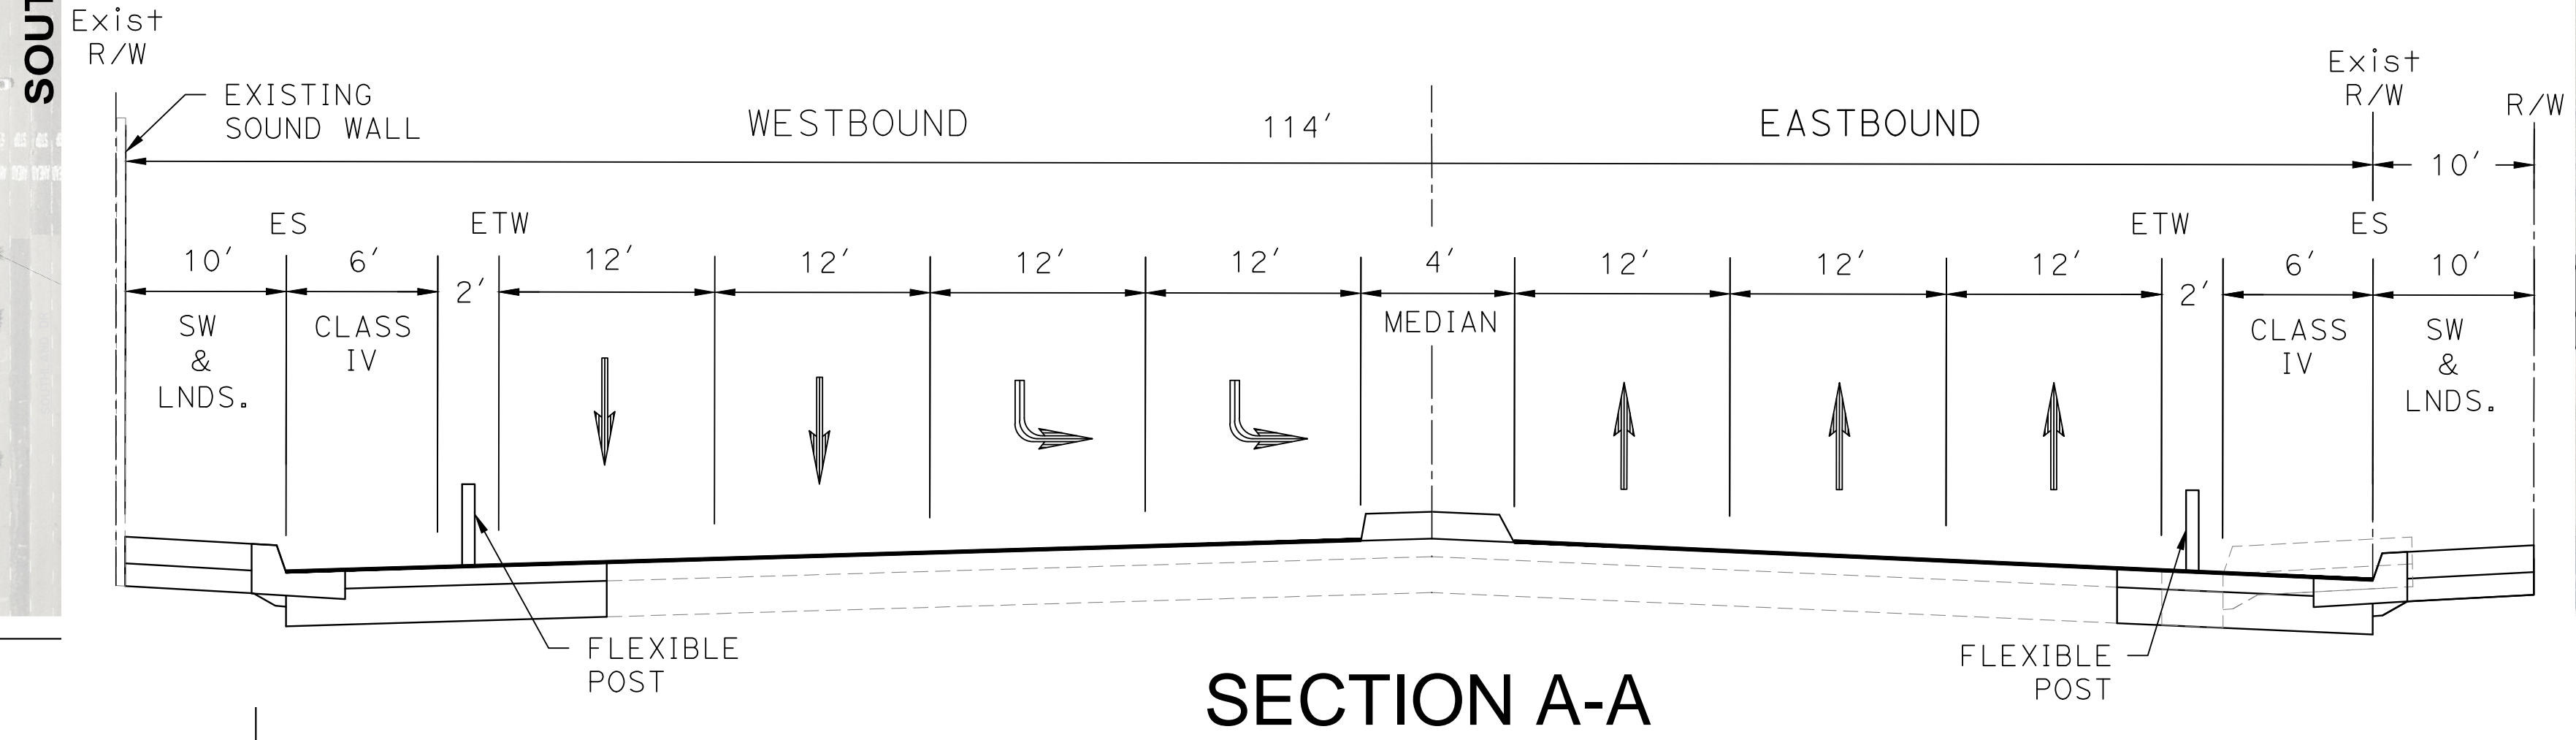 SOUT
Exist
R/W
EXISTING
SOUND WALL
WESTBOUND
114'
EASTBOUND
Exist
R/W
R/W
10'
ES
ETW
ETW
ES
10'
6'
2'
12'
12'
12'
12'
4'
12'
12'
12'
2'
6'
10'
SW
&
LNDS.
CLASS
IV
MEDIAN
CLASS
IV
SW
&
LNDS.
FLEXIBLE
POST
FLEXIBLE
POST
SECTION A-A